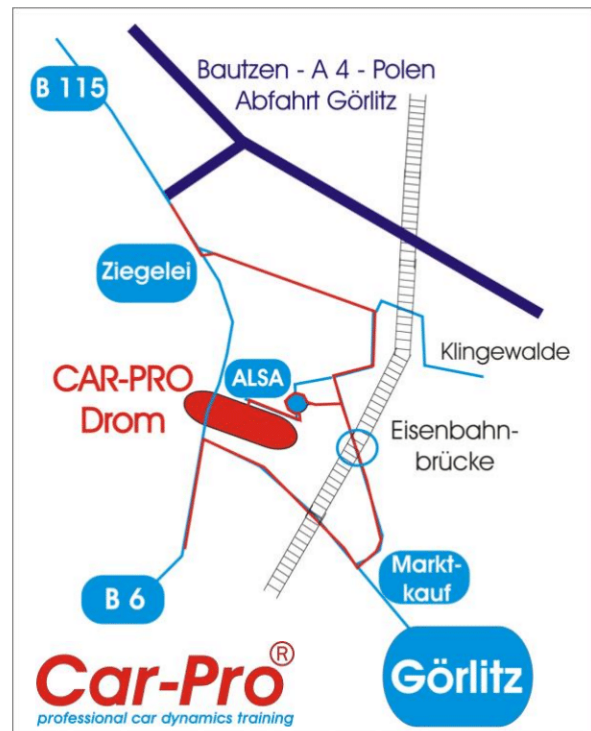 Bautzen - A 4 - Polen
Abfahrt Görlitz
B 115
Ziegelei
Klingewalde
CAR-PRO
Drom
ALSA
Eisenbahn-
brücke
Markt-
kauf
B 6
Görlitz
Car-Pro®
professional car dynamics training